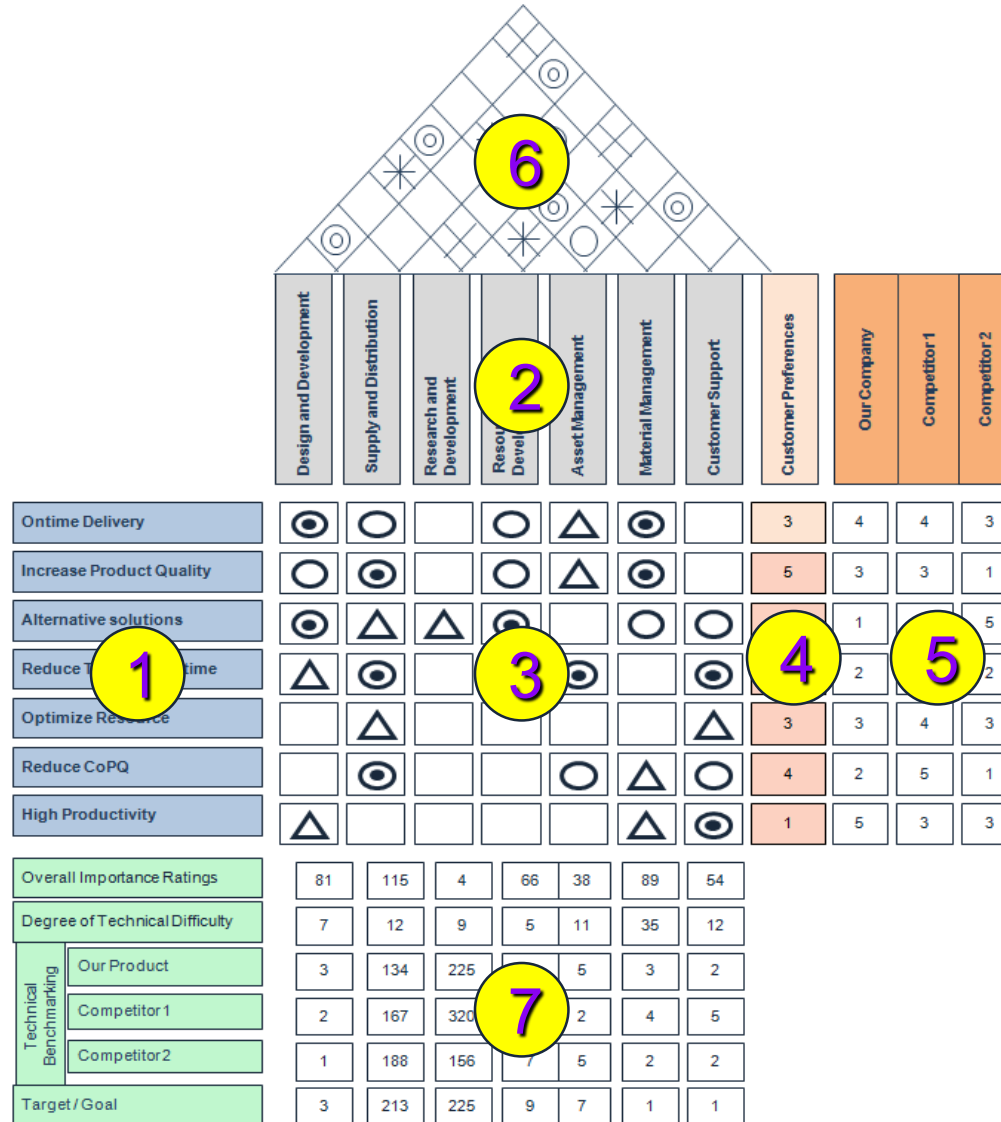 6
Design and Development
Supply and Distribution
Research and
Development
Asset Management
Material Management
Customer Support
Customer Preferences
Our Company
Competitor 1
Competitor 2
2
Ontime Delivery
3 4 4 3
Increase Product Quality
5 3 3 1
Alternative solutions
1 5
Reduce time
2 2
1
3
4
5
Optimize
3 3 4 3
Reduce CoPQ
4 2 5 1
High Productivity
1 5 3 3
Overall Importance Ratings
81 115 4 66 38 89 54
Degree of Technical Difficulty
7 12 9 5 11 35 12
Technical
Benchmarking
Our Product
3 134 225 5 3 2
Competitor1
2 167 320 2 4 5
7
Competitor2
1 188 156 5 2 2
Target / Goal
3 213 225 9 7 1 1